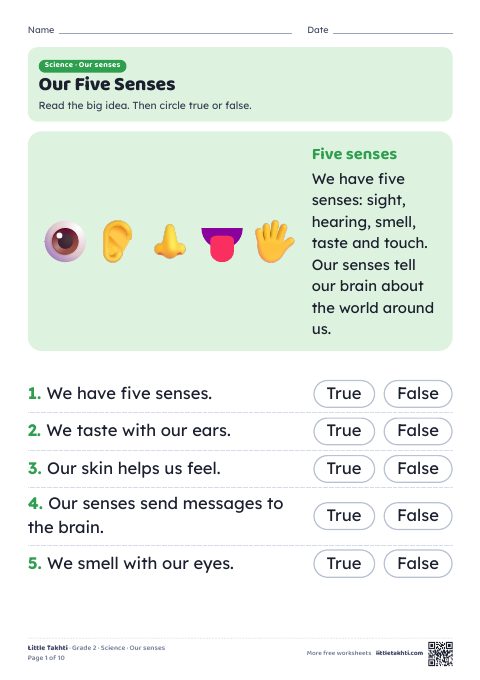 Name
Date
Science · Our senses
Our Five Senses
Read the big idea. Then circle true or false.
Five senses
We have five
senses: sight,
hearing, smell,
taste and touch.
Our senses tell
our brain about
the world around
us.
1. We have five senses. True False
2. We taste with our ears. True False
3. Our skin helps us feel. True False
4. Our senses send messages to
the brain. True False
5. We smell with our eyes. True False
Little Takhti · Grade 2 · Science · Our senses
Page 1 of 10
More free worksheets littletakhti.com